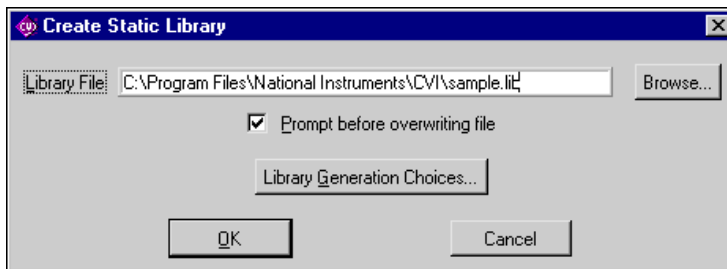 CVI Create Static Library
Library File C:\Program Files\National Instruments\CVI\sample.lib Browse...
Prompt before overwriting file
Library Generation Choices...
OK Cancel